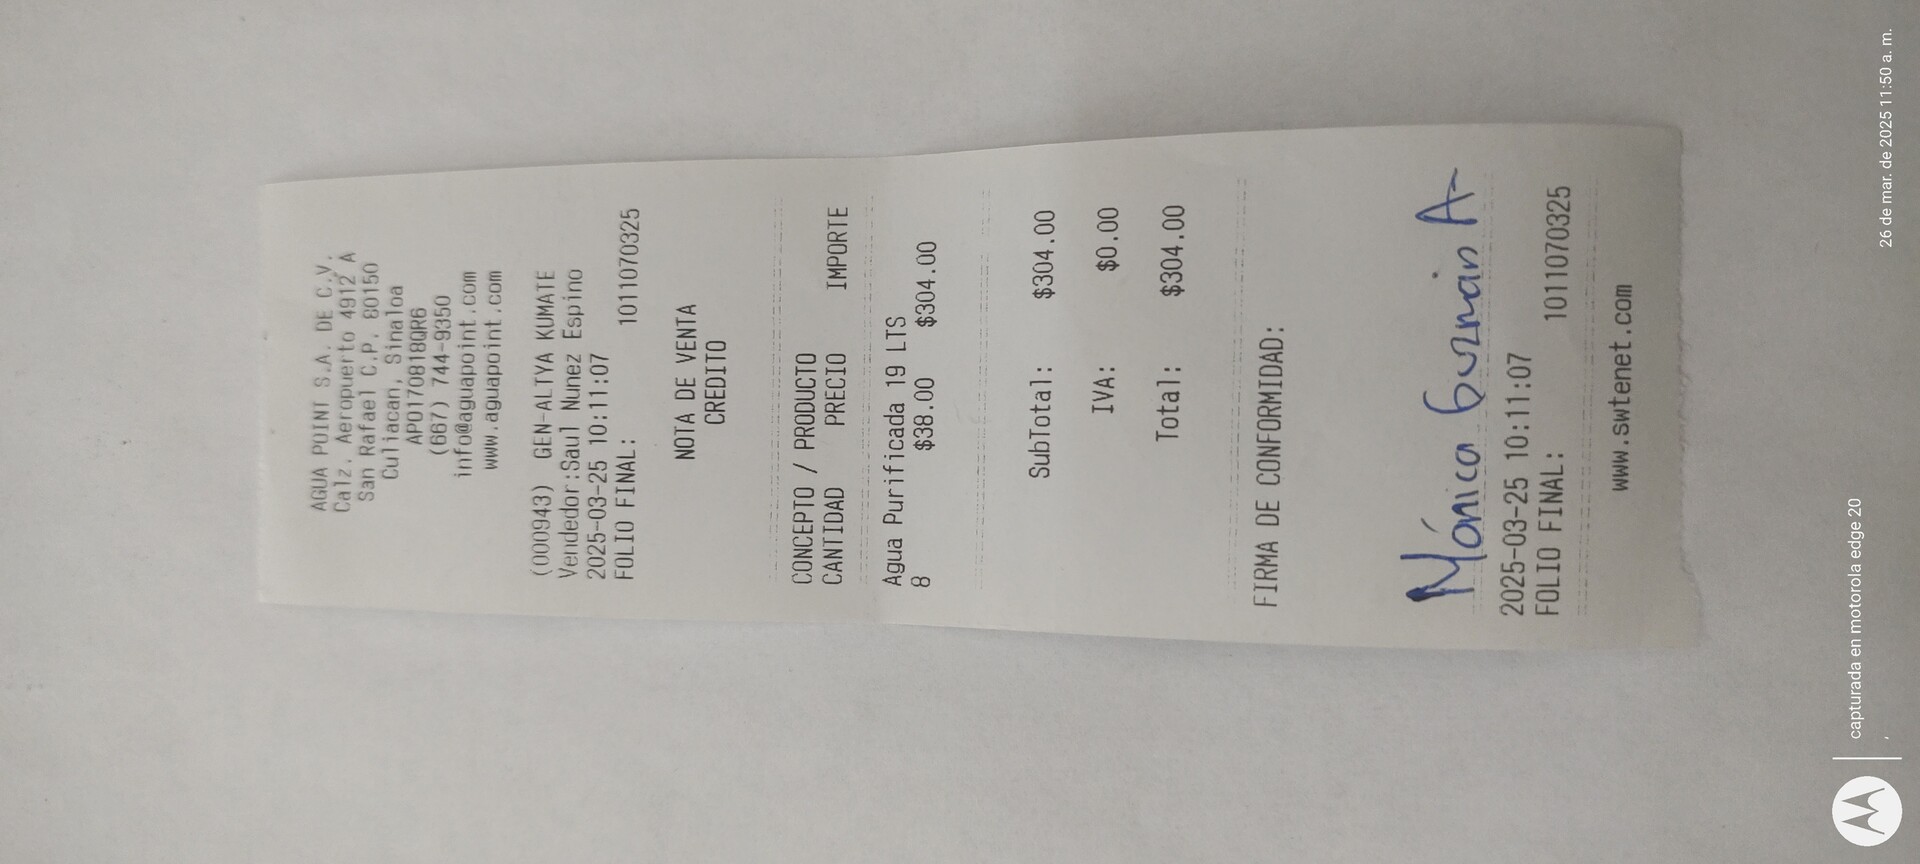 AGUA POINT S.A. DE C.V.
Calz. Aeropuerto 4912 A
San Rafael C.P. 80150
Culiacan, Sinaloa
APO170818QR6
(667) 744-9350
info@aguapoint.com
www.aguapoint.com
(000943) GEN-ALTYA KUMATE
Vendedor:Saul Nunez Espino
2025-03-25 10:11:07
FOLIO FINAL: 1011070325
NOTA DE VENTA
CREDITO
CONCEPTO / PRODUCTO
CANTIDAD PRECIO IMPORTE
Agua Purificada 19 LTS
8 $38.00 $304.00
SubTotal: $304.00
IVA: $0.00
Total: $304.00
FIRMA DE CONFORMIDAD:
Mónica Guzmán A
2025-03-25 10:11:07
FOLIO FINAL: 1011070325
www.swtenet.com
capturada en motorola edge 20
26 de mar. de 2025 11:50 a. m.